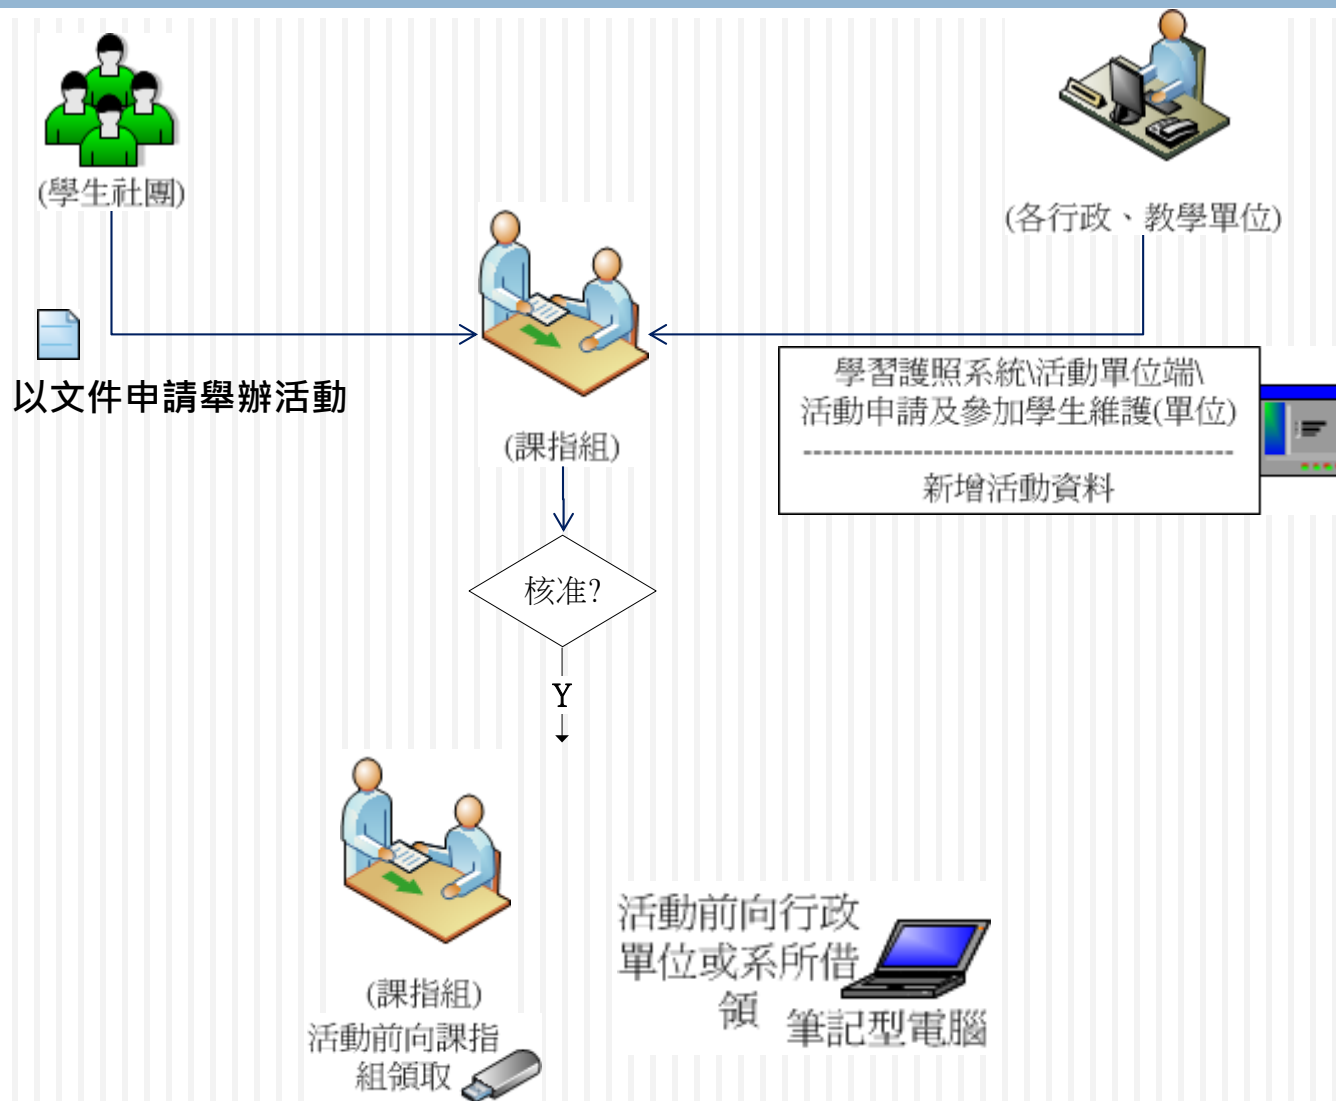 (學生社團)
(各行政、教學單位)
以文件申請舉辦活動
(課指組)
學習護照系統\活動單位端\
活動申請及參加學生維護(單位)
新增活動資料
核准?
Y
(課指組)
活動前向課指
組領取
活動前向行政
單位或系所借
領
筆記型電腦